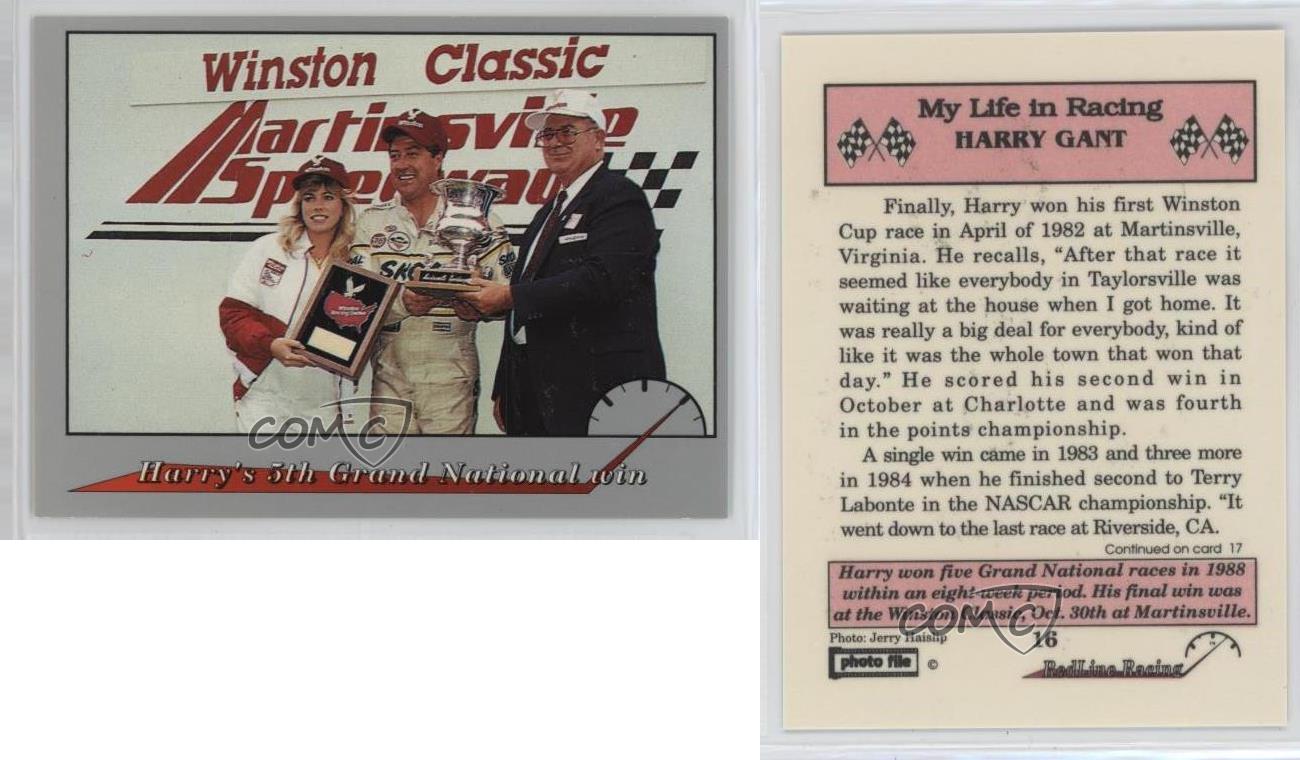 Winston Classic
Martinsville
Speedway
SKOAL
Winston
Racing Series
COMC
Harry's 5th Grand National win
My Life in Racing
HARRY GANT
Finally, Harry won his first Winston
Cup race in April of 1982 at Martinsville,
Virginia. He recalls, “After that race it
seemed like everybody in Taylorsville was
waiting at the house when I got home. It
was really a big deal for everybody, kind of
like it was the whole town that won that
day.” He scored his second win in
October at Charlotte and was fourth
in the points championship.
A single win came in 1983 and three more
in 1984 when he finished second to Terry
Labonte in the NASCAR championship. “It
went down to the last race at Riverside, CA.
Continued on card 17
Harry won five Grand National races in 1988
within an eight-week period. His final win was
at the Winston Classic, Oct. 30th at Martinsville.
COMC
Photo: Jerry Haislip
16
photo file ©
RedLine Racing